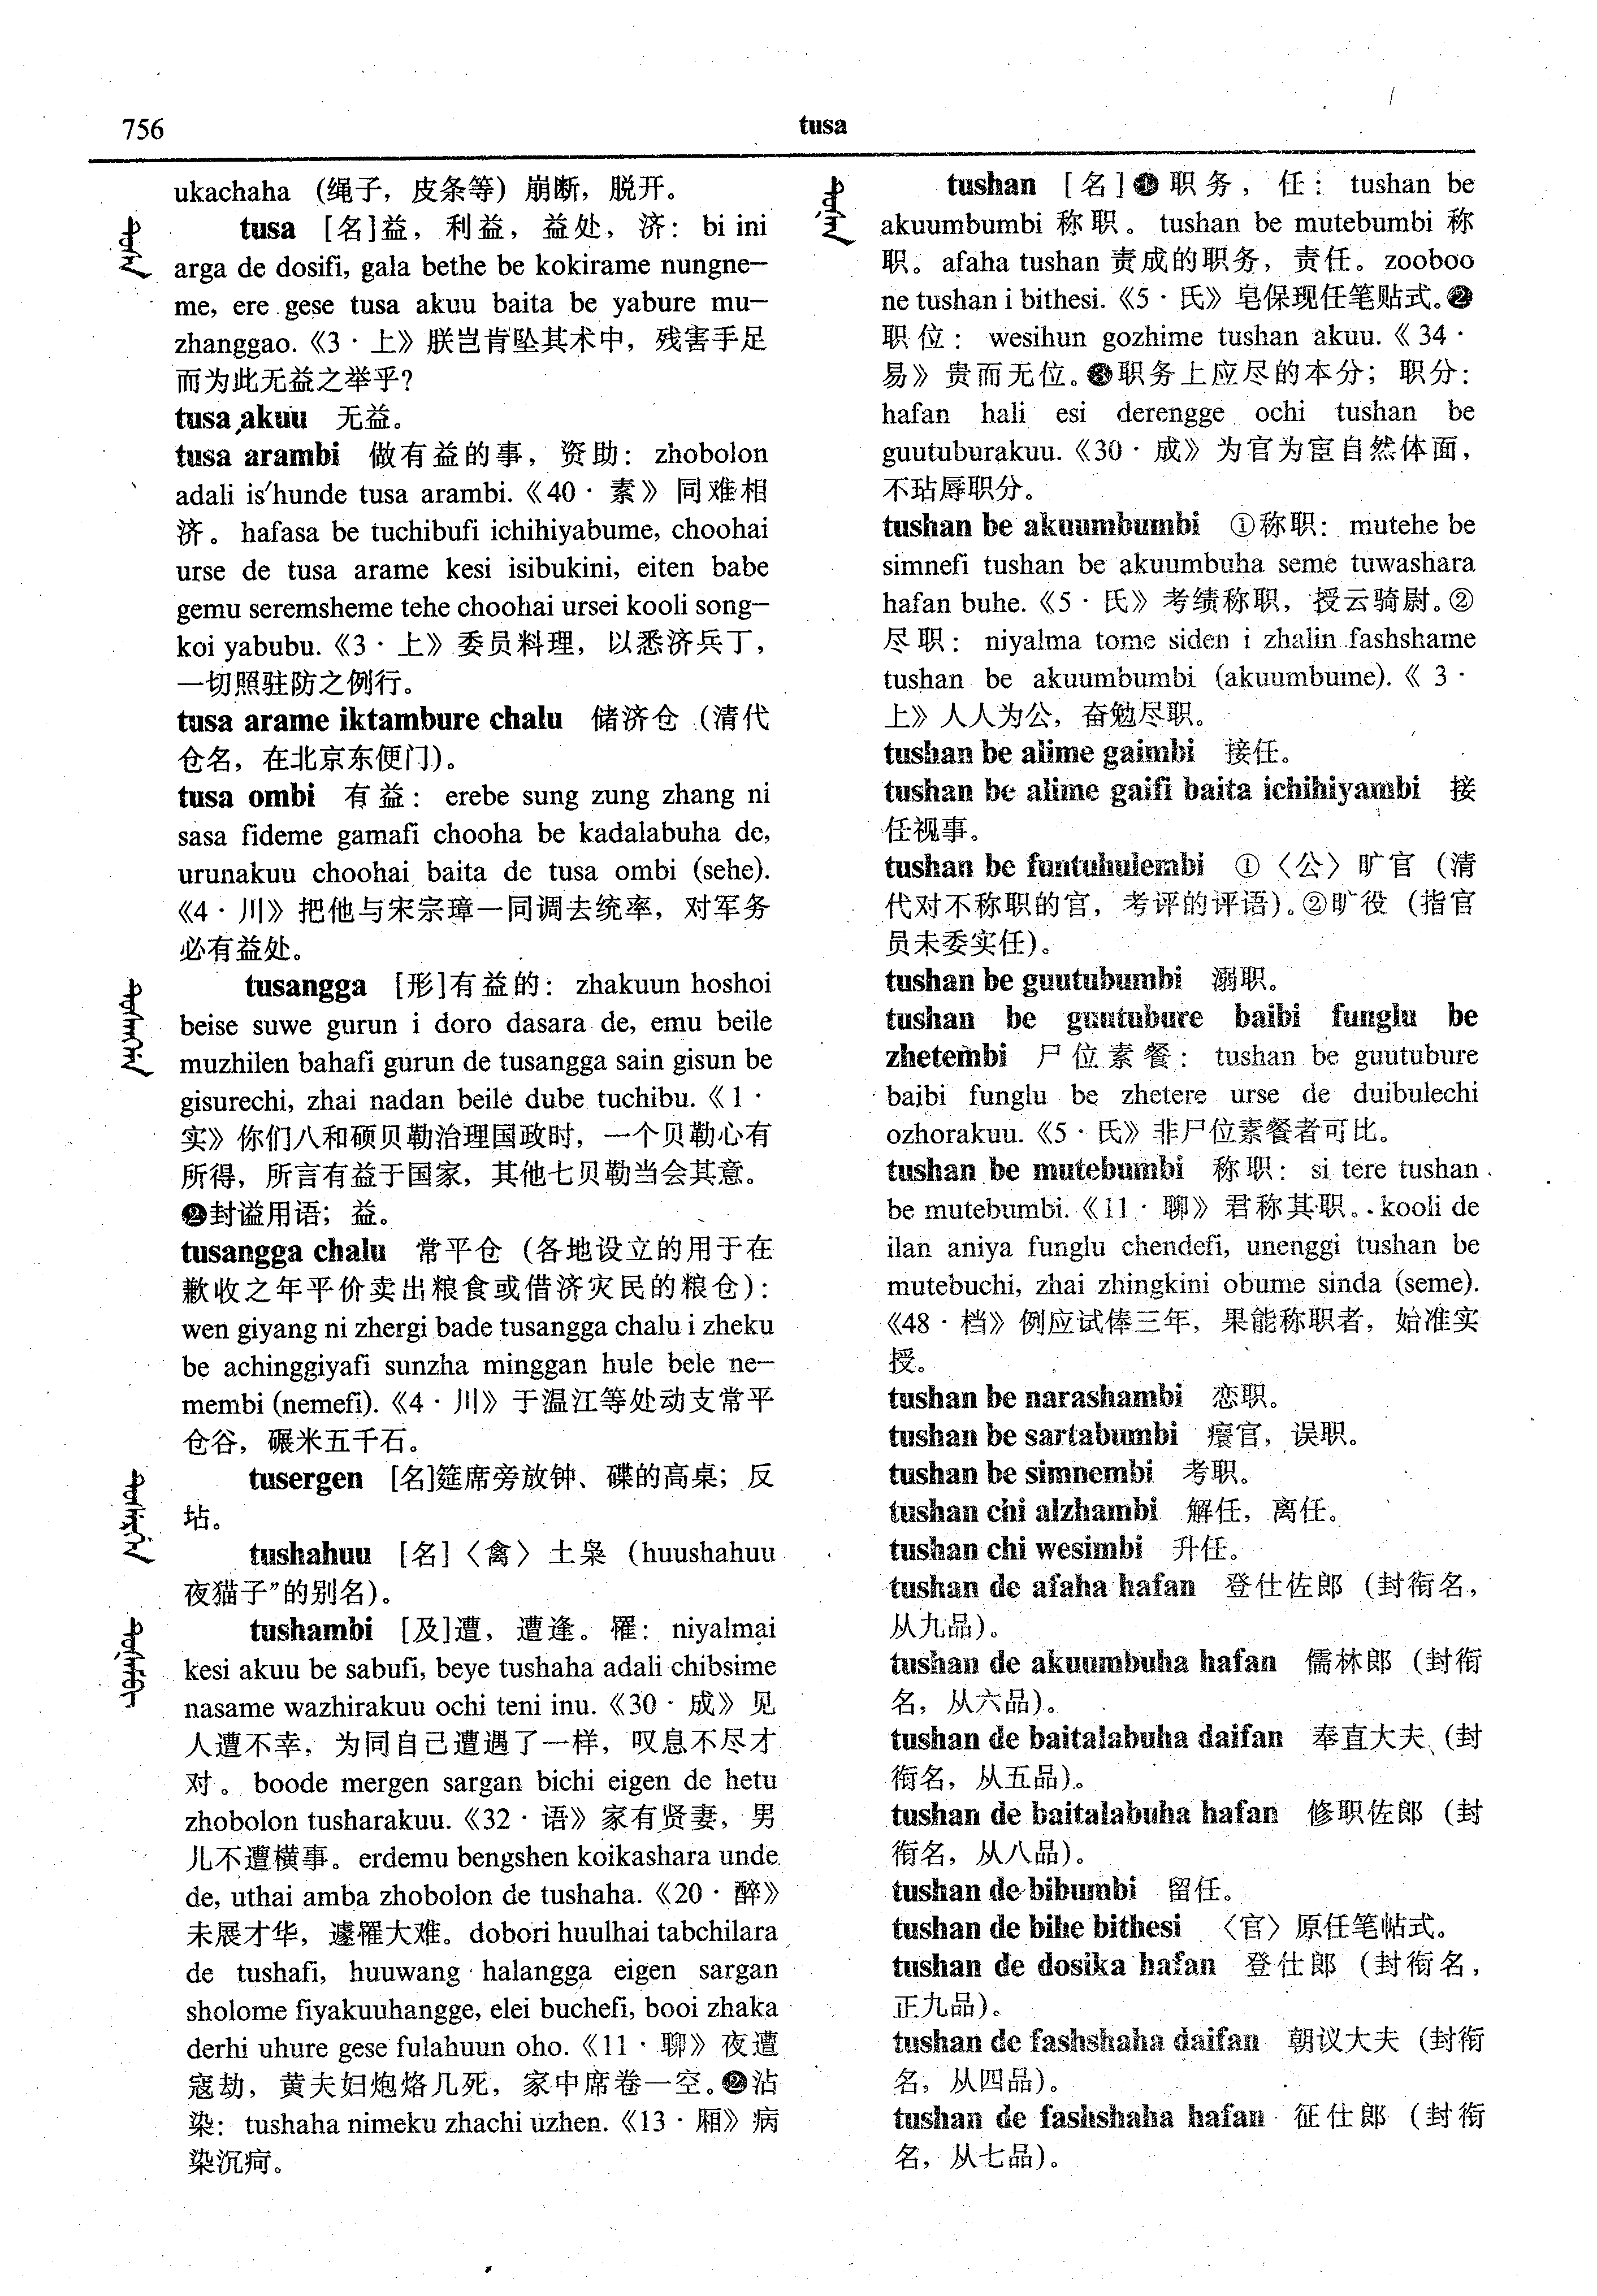 756
tusa
ukachaha (绳子, 皮条等) 崩断, 脱开。
tusa [名]益, 利益, 益处, 济: bi ini
arga de dosifi, gala bethe be kokirame nungne—
me, ere gese tusa akuu baita be yabure mu—
zhanggao.《3 · 上》朕岂肯坠其术中, 残害手足
而为此无益之举乎?
tusa akuu 无益。
tusa arambi 做有益的事, 资助: zhobolon
adali is'hunde tusa arambi.《40 · 素》同难相
济。 hafasa be tuchibufi ichihiyabume, choohai
urse de tusa arame kesi isibukini, eiten babe
gemu seremsheme tehe choohai ursei kooli song—
koi yabubu.《3 · 上》委员料理, 以悉济兵丁,
一切照驻防之例行。
tusa arame iktambure chalu 储济仓 (清代
仓名, 在北京东便门)。
tusa ombi 有益: erebe sung zung zhang ni
sasa fideme gamafi chooha be kadalabuha de,
urunakuu choohai baita de tusa ombi (sehe).
《4 · 川》把他与宋宗璋一同调去统率, 对军务
必有益处。
tusangga [形]有益的: zhakuun hoshoi
beise suwe gurun i doro dasara de, emu beile
muzhilen bahafi gurun de tusangga sain gisun be
gisurechi, zhai nadan beile dube tuchibu.《1 ·
实》你们八和硕贝勒治理国政时, 一个贝勒心有
所得, 所言有益于国家, 其他七贝勒当会其意。
❷封谥用语; 益。
tusangga chalu 常平仓 (各地设立的用于在
歉收之年平价卖出粮食或借济灾民的粮仓):
wen giyang ni zhergi bade tusangga chalu i zheku
be achinggiyafi sunzha minggan hule bele ne—
membi (nemefi).《4 · 川》于温江等处动支常平
仓谷, 碾米五千石。
tusergen [名]筵席旁放钟、碟的高桌; 反
坫。
tushahuu [名]〈禽〉土枭 (huushahuu
夜猫子”的别名)。
tushambi [及]遭, 遭逢。罹: niyalmai
kesi akuu be sabufi, beye tushaha adali chibsime
nasame wazhirakuu ochi teni inu.《30 · 成》见
人遭不幸, 为同自己遭遇了一样, 叹息不尽才
对。 boode mergen sargan bichi eigen de hetu
zhobolon tusharakuu.《32 · 语》家有贤妻, 男
儿不遭横事。erdemu bengshen koikashara unde
de, uthai amba zhobolon de tushaha.《20 · 醉》
未展才华, 遽罹大难。dobori huulhai tabchilara
de tushafi, huuwang halangga eigen sargan
sholome fiyakuuhangge, elei buchefi, booi zhaka
derhi uhure gese fulahuun oho.《11 · 聊》夜遭
寇劫, 黄夫妇炮烙几死, 家中席卷一空。❷沾
染: tushaha nimeku zhachi uzhen.《13 · 厢》病
染沉疴。
tushan [名]❶职务, 任: tushan be
akuumbumbi 称职。tushan be mutebumbi 称
职。afaha tushan 责成的职务, 责任。zooboo
ne tushan i bithesi.《5 · 氏》皂保现任笔贴式。❷
职位: wesihun gozhime tushan akuu.《34 ·
易》贵而无位。❸职务上应尽的本分; 职分:
hafan hali esi derengge ochi tushan be
guutuburakuu.《30 · 成》为官为宦自然体面,
不玷辱职分。
tushan be akuumbumbi ①称职: mutehe be
simnefi tushan be akuumbuha seme tuwashara
hafan buhe.《5 · 氏》考绩称职, 授云骑尉。②
尽职: niyalma tome siden i zhalin fashshame
tushan be akuumbumbi (akuumbume).《3 ·
上》人人为公, 奋勉尽职。
tushan be alime gaimbi 接任。
tushan be alime gaifi baita ichihiyambi 接
任视事。
tushan be funtuhulembi ①〈公〉旷官 (清
代对不称职的官, 考评的评语)。②旷役 (指官
员未委实任)。
tushan be guutubumbi 溺职。
tushan be guutubure baibi funglu be
zhetembi 尸位素餐: tushan be guutubure
baibi funglu be zhetere urse de duibulechi
ozhorakuu.《5 · 氏》非尸位素餐者可比。
tushan be mutebumbi 称职: si tere tushan
be mutebumbi.《11 · 聊》君称其职。kooli de
ilan aniya funglu chendefi, unenggi tushan be
mutebuchi, zhai zhingkini obume sinda (seme).
《48 · 档》例应试俸三年, 果能称职者, 始准实
授。
tushan be narashambi 恋职。
tushan be sartabumbi 瘝官, 误职。
tushan be simnembi 考职。
tushan chi alzhambi 解任, 离任。
tushan chi wesimbi 升任。
tushan de afaha hafan 登仕佐郎 (封衔名,
从九品)。
tushan de akuumbuha hafan 儒林郎 (封衔
名, 从六品)。
tushan de baitalabuha daifan 奉直大夫 (封
衔名, 从五品)。
tushan de baitalabuha hafan 修职佐郎 (封
衔名, 从八品)。
tushan de bibumbi 留任。
tushan de bihe bithesi 〈官〉原任笔帖式。
tushan de dosika hafan 登仕郎 (封衔名,
正九品)。
tushan de fashshaha daifan 朝议大夫 (封衔
名, 从四品)。
tushan de fashshaha hafan 征仕郎 (封衔
名, 从七品)。